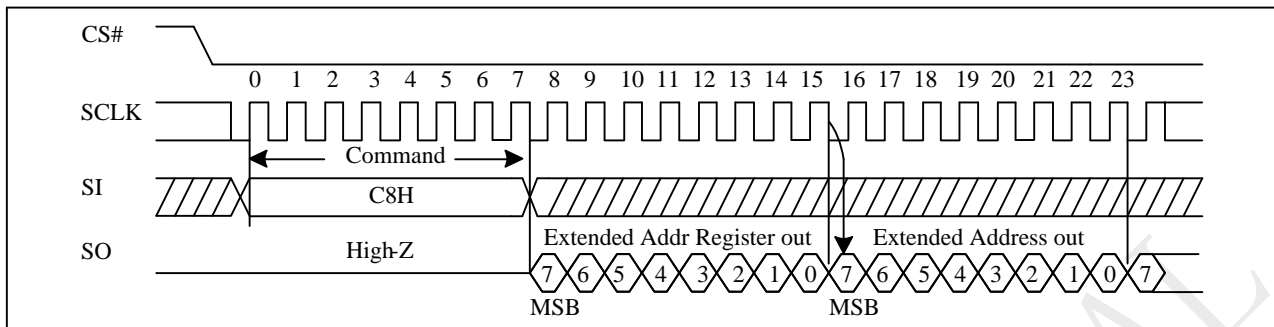 CS#
0 1 2 3 4 5 6 7 8 9 10 11 12 13 14 15 16 17 18 19 20 21 22 23
SCLK
Command
SI
C8H
SO
High-Z
Extended Addr Register out
Extended Address out
7 6 5 4 3 2 1 0 7 6 5 4 3 2 1 0 7
MSB
MSB